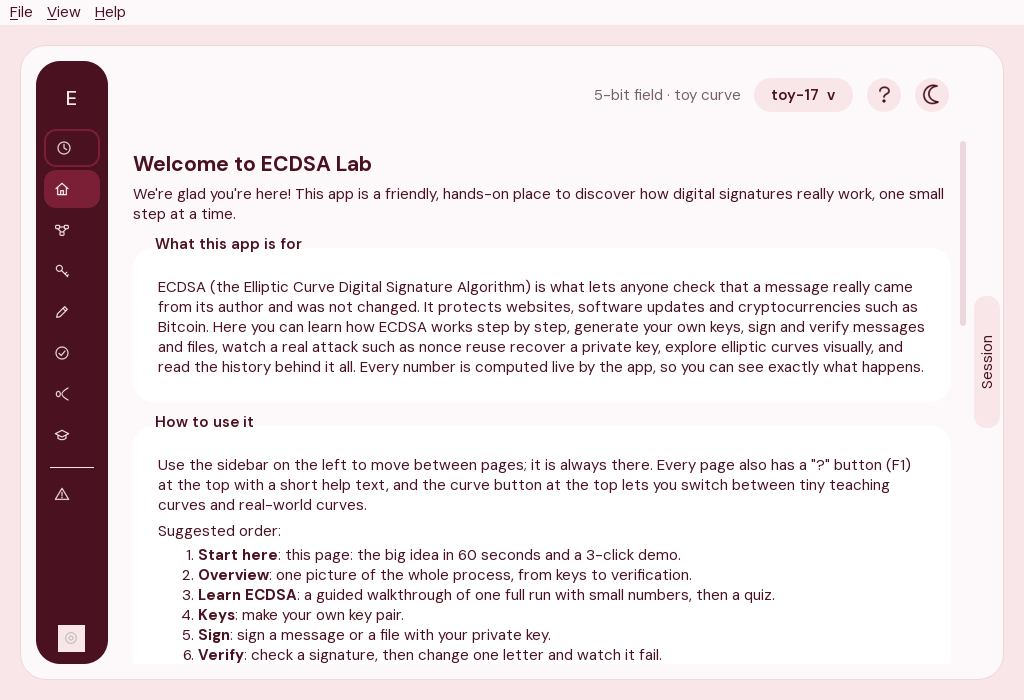 File View Help
E
5-bit field · toy curve toy-17 v ?
Welcome to ECDSA Lab
We're glad you're here! This app is a friendly, hands-on place to discover how digital signatures really work, one small
step at a time.
What this app is for
ECDSA (the Elliptic Curve Digital Signature Algorithm) is what lets anyone check that a message really came
from its author and was not changed. It protects websites, software updates and cryptocurrencies such as
Bitcoin. Here you can learn how ECDSA works step by step, generate your own keys, sign and verify messages
and files, watch a real attack such as nonce reuse recover a private key, explore elliptic curves visually, and
read the history behind it all. Every number is computed live by the app, so you can see exactly what happens.
Session
How to use it
Use the sidebar on the left to move between pages; it is always there. Every page also has a "?" button (F1)
at the top with a short help text, and the curve button at the top lets you switch between tiny teaching
curves and real-world curves.
Suggested order:
1. Start here: this page: the big idea in 60 seconds and a 3-click demo.
2. Overview: one picture of the whole process, from keys to verification.
3. Learn ECDSA: a guided walkthrough of one full run with small numbers, then a quiz.
4. Keys: make your own key pair.
5. Sign: sign a message or a file with your private key.
6. Verify: check a signature, then change one letter and watch it fail.